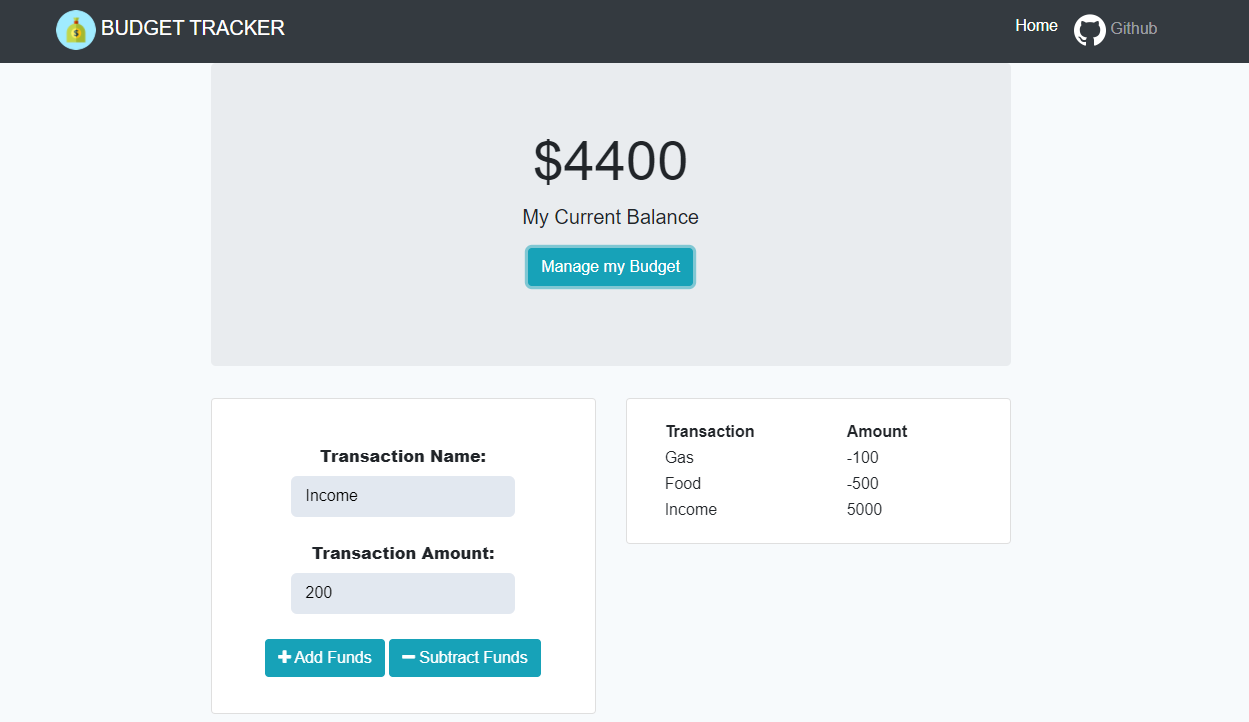 BUDGET TRACKER
Home Github
$4400
My Current Balance
Manage my Budget
Transaction Name:
Income
Transaction Amount:
200
Add Funds Subtract Funds
Transaction Amount
Gas -100
Food -500
Income 5000